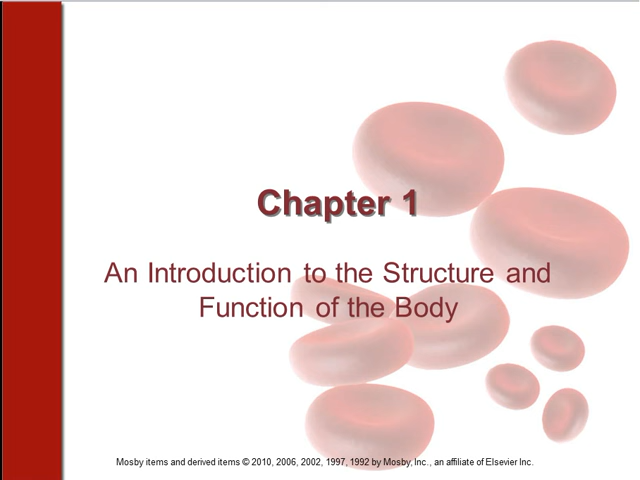 Chapter 1
An Introduction to the Structure and
Function of the Body
Mosby items and derived items © 2010, 2006, 2002, 1997, 1992 by Mosby, Inc., an affiliate of Elsevier Inc.